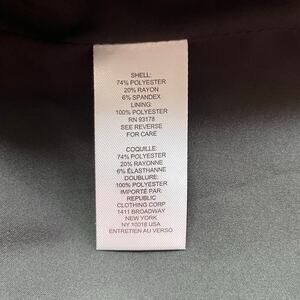 SHELL:
74% POLYESTER
20% RAYON
6% SPANDEX
LINING:
100% POLYESTER
RN 93178
SEE REVERSE
FOR CARE
COQUILLE:
74% POLYESTER
20% RAYONNE
6% ÉLASTHANNE
DOUBLURE:
100% POLYESTER
IMPORTÉ PAR:
REPUBLIC
CLOTHING CORP
1411 BROADWAY
NEW YORK
NY 10018 USA
ENTRETIEN AU VERSO